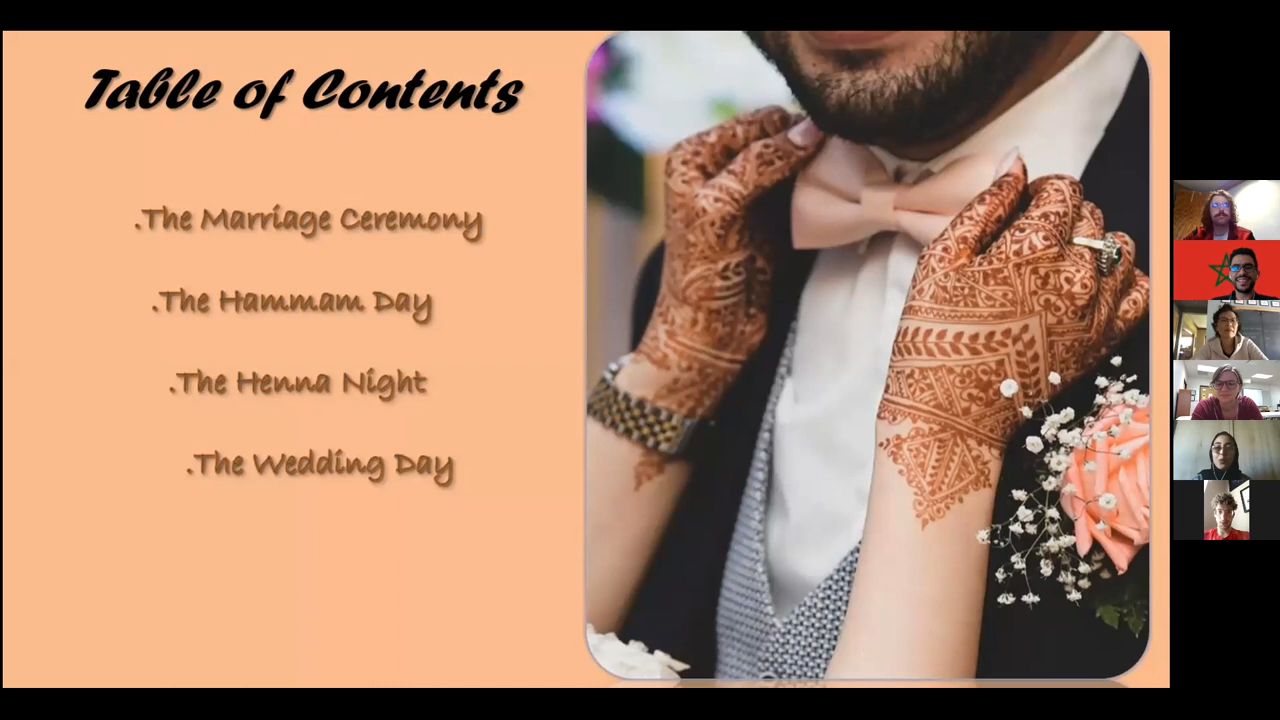 Table of Contents
.The Marriage Ceremony
.The Hammam Day
.The Henna Night
.The Wedding Day